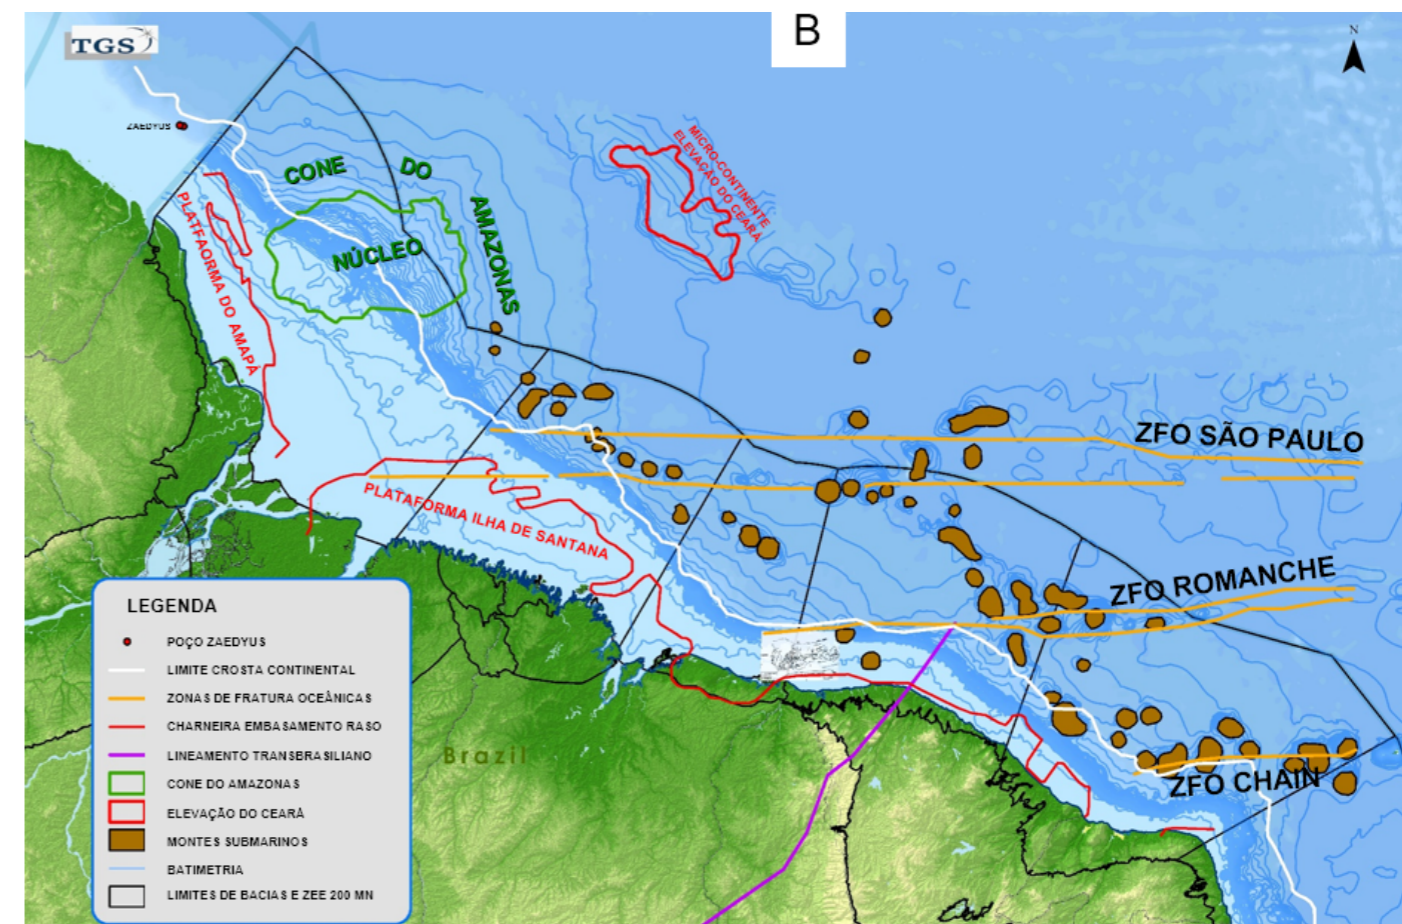 B
TGS
N
ZAEDYUS
CONE
DO
AMAZONAS
NÚCLEO
MICRO-CONTINENTE
ELEVAÇÃO DO CEARÁ
PLATFAORMA DO AMAPÁ
ZFO SÃO PAULO
PLATAFORMA ILHA DE SANTANA
ZFO ROMANCHE
ZFO CHAIN
Brazil
LEGENDA
POÇO ZAEDYUS
LIMITE CROSTA CONTINENTAL
ZONAS DE FRATURA OCEÂNICAS
CHARNEIRA EMBASAMENTO RASO
LINEAMENTO TRANSBRASILIANO
CONE DO AMAZONAS
ELEVAÇÃO DO CEARÁ
MONTES SUBMARINOS
BATIMETRIA
LIMITES DE BACIAS E ZEE 200 MN